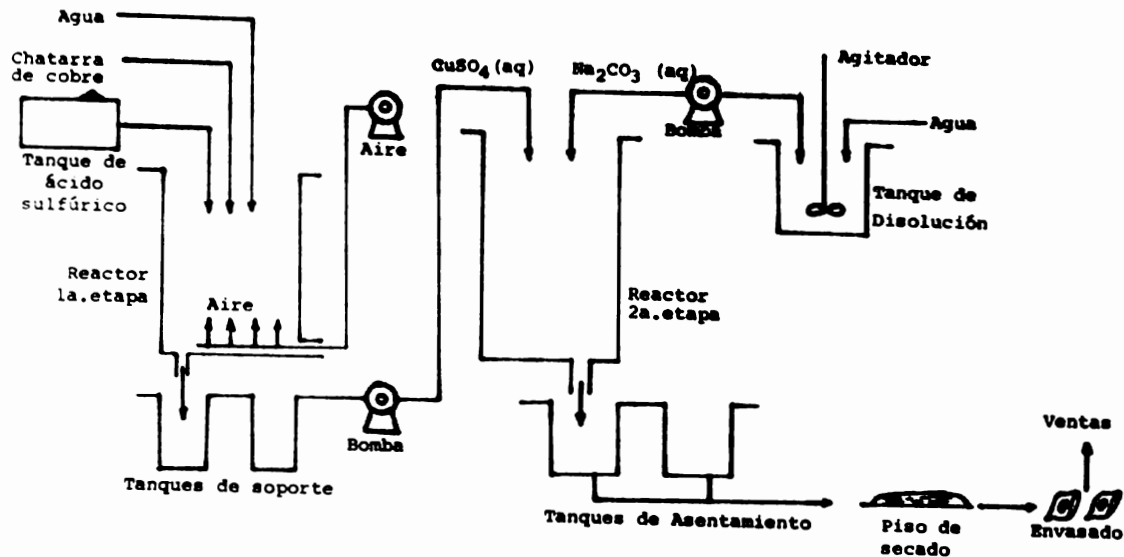 Agua
Chatarra
de cobre
Tanque de
ácido
sulfúrico
Reactor
1a.etapa
Aire
Aire
CuSO4 (aq)
Na2CO3 (aq)
Bomba
Agitador
Agua
Tanque de
Disolución
Reactor
2a.etapa
Bomba
Tanques de soporte
Tanques de Asentamiento
Piso de
secado
Ventas
Envasado